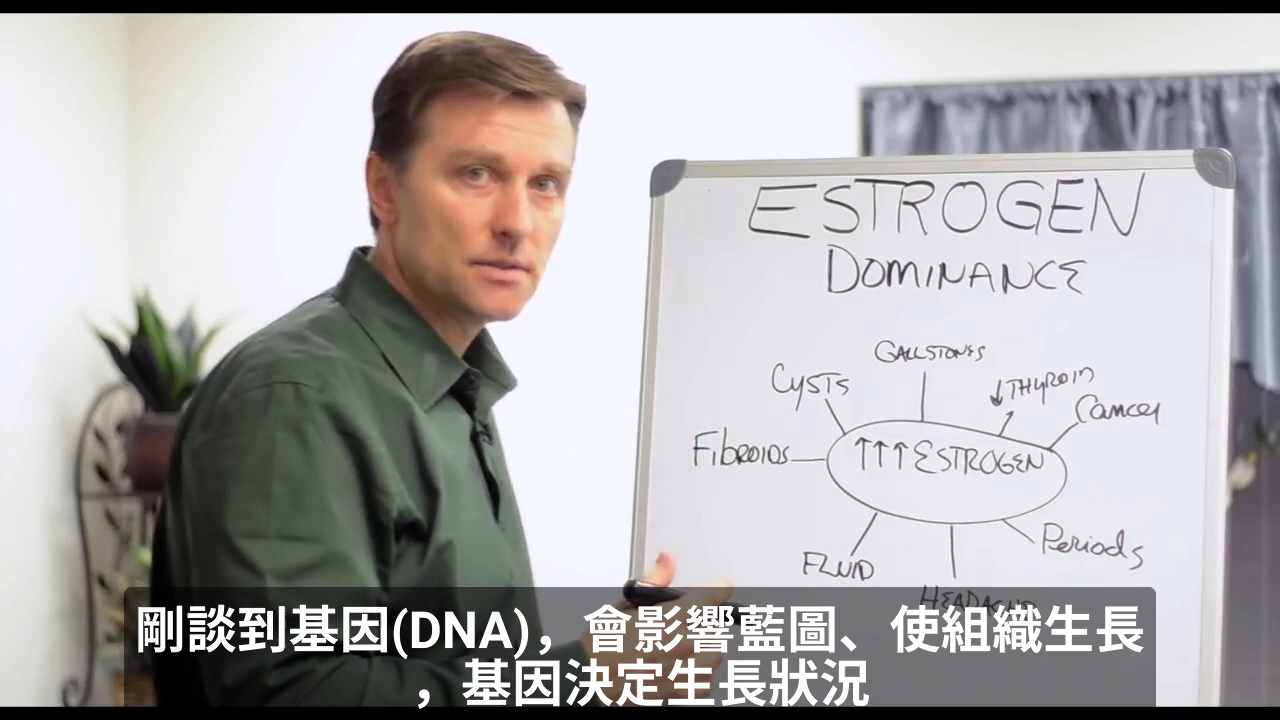 ESTROGEN
DOMINANCE
GALLSTONES
CYSTS
↓THYROID
Cancer
FIBROIDS
↑↑↑ESTROGEN
Periods
FLUID
HEADACHE
剛談到基因(DNA)，會影響藍圖、使組織生長
，基因決定生長狀況